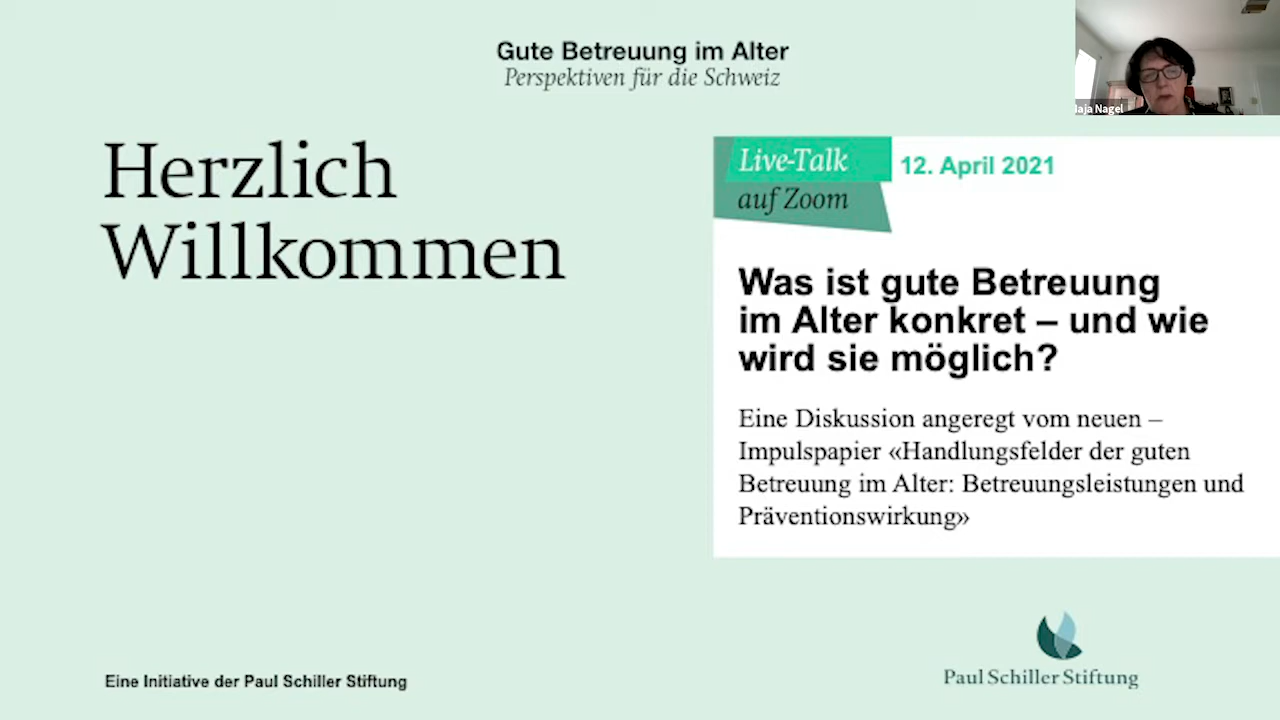 Gute Betreuung im Alter
Perspektiven für die Schweiz
Nagel
Herzlich
Willkommen
Live-Talk
auf Zoom
12. April 2021
Was ist gute Betreuung
im Alter konkret – und wie
wird sie möglich?
Eine Diskussion angeregt vom neuen –
Impulspapier «Handlungsfelder der guten
Betreuung im Alter: Betreuungsleistungen und
Präventionswirkung»
Eine Initiative der Paul Schiller Stiftung
Paul Schiller Stiftung